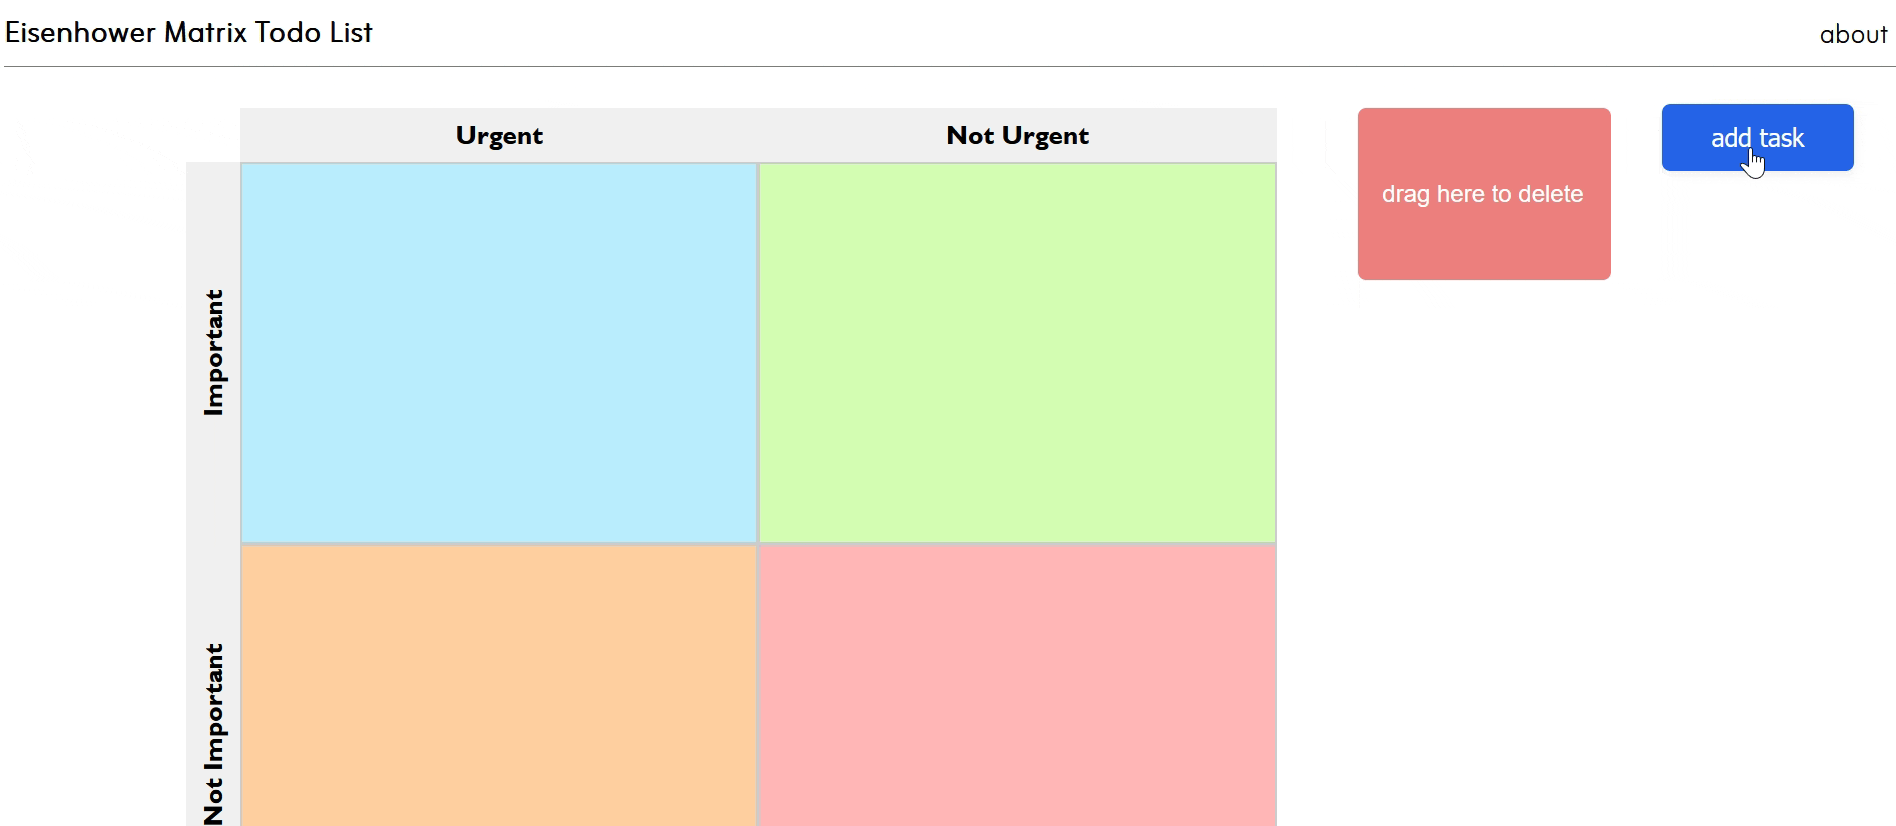 Eisenhower Matrix Todo List
about
Urgent
Not Urgent
drag here to delete
add task
Important
Not Important